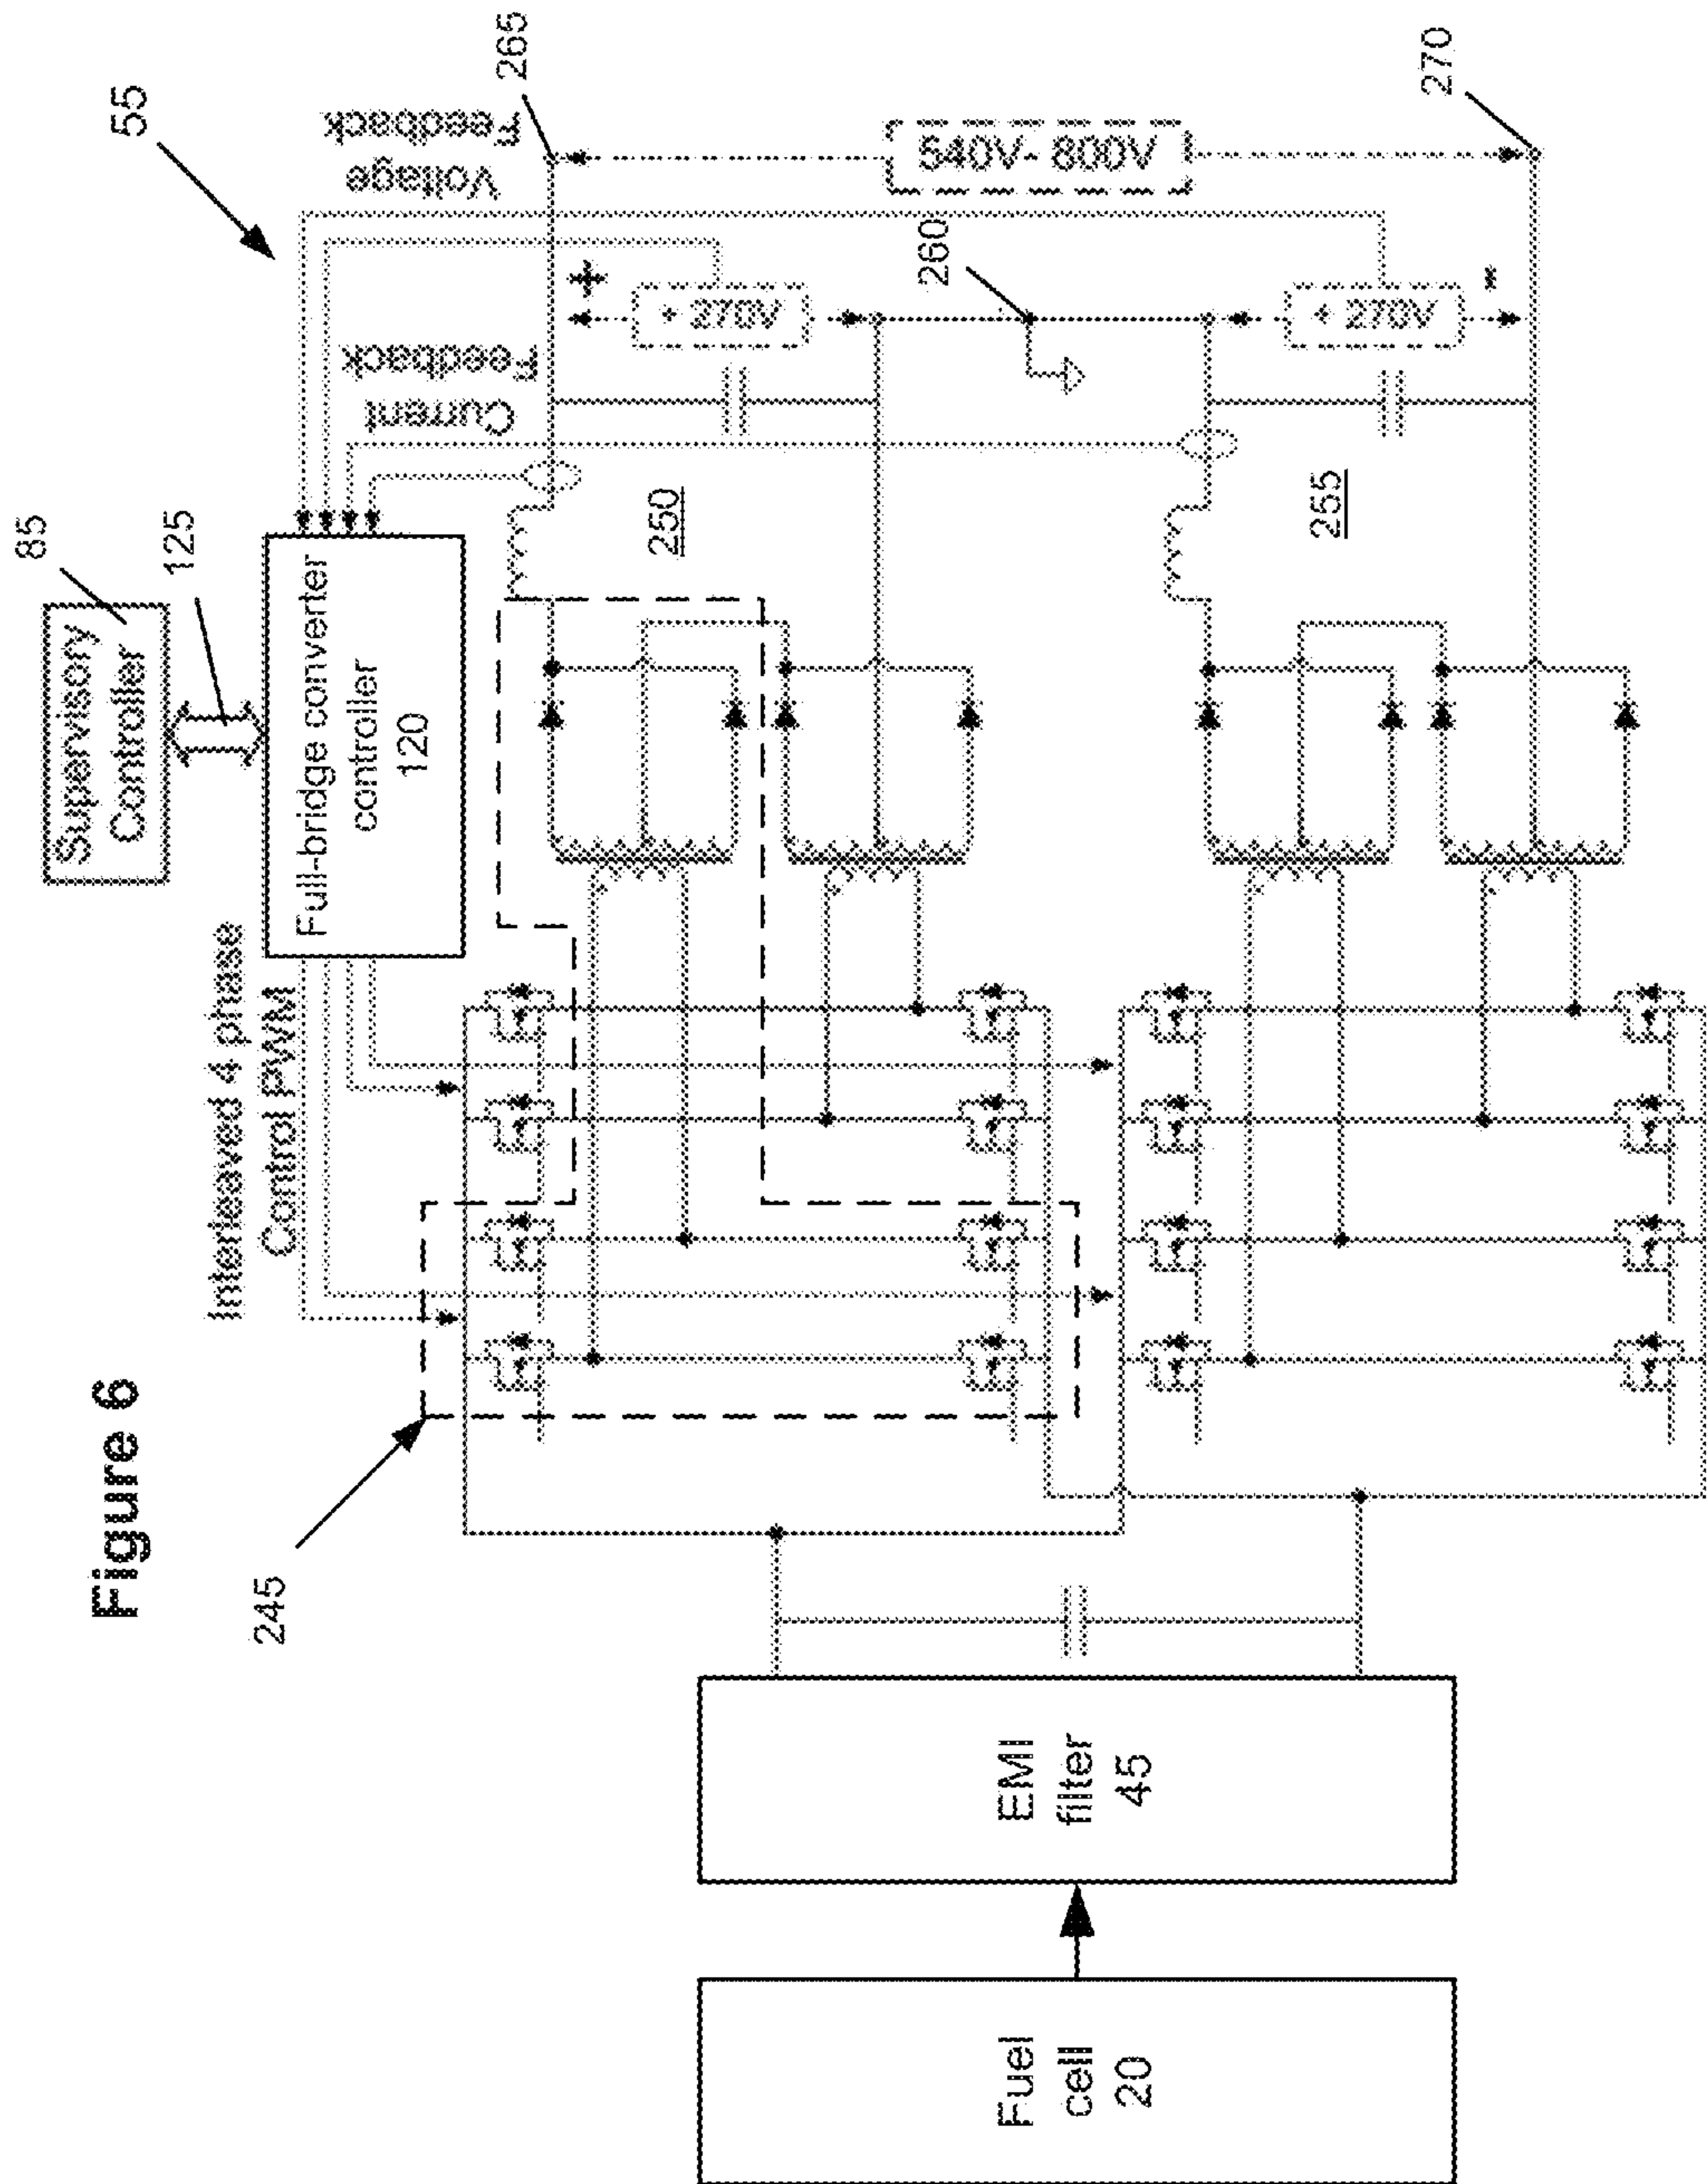 Figure 6
55
Supervisory
Controller
85
125
Full-bridge converter
controller
120
Interleaved 4 phase
Control PWM
Current
Feedback
Voltage
Feedback
265
245
250
+
+ 270V
260
540V- 800V
255
+ 270V
-
270
Fuel
cell
20
EMI
filter
45